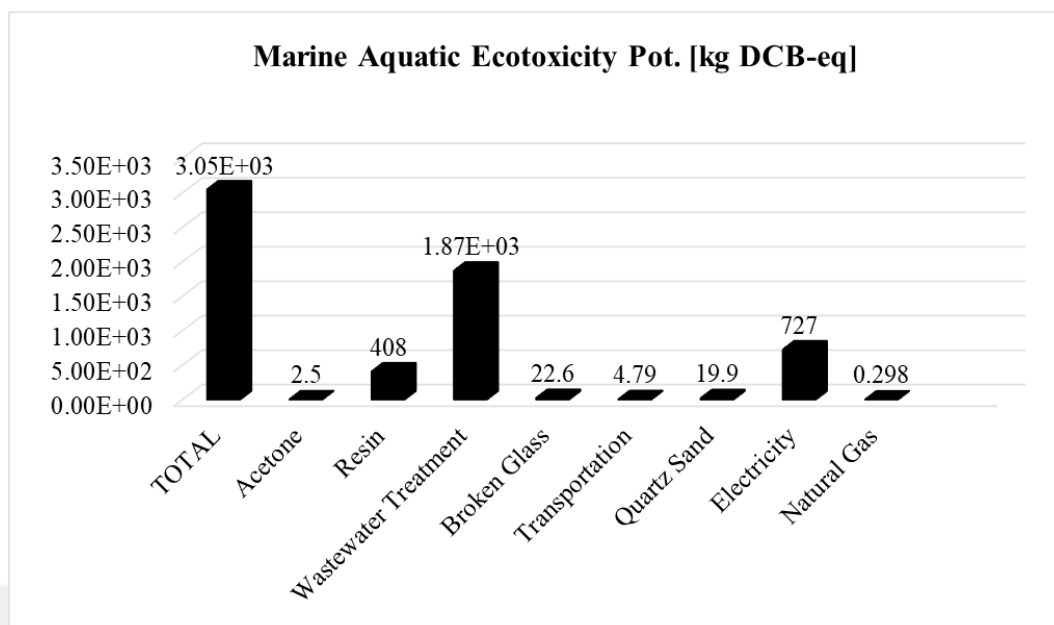 Marine Aquatic Ecotoxicity Pot. [kg DCB-eq]
3.50E+03
3.00E+03
2.50E+03
2.00E+03
1.50E+03
1.00E+03
5.00E+02
0.00E+00
3.05E+03
2.5
408
1.87E+03
22.6
4.79
19.9
727
0.298
TOTAL
Acetone
Resin
Wastewater Treatment
Broken Glass
Transportation
Quartz Sand
Electricity
Natural Gas